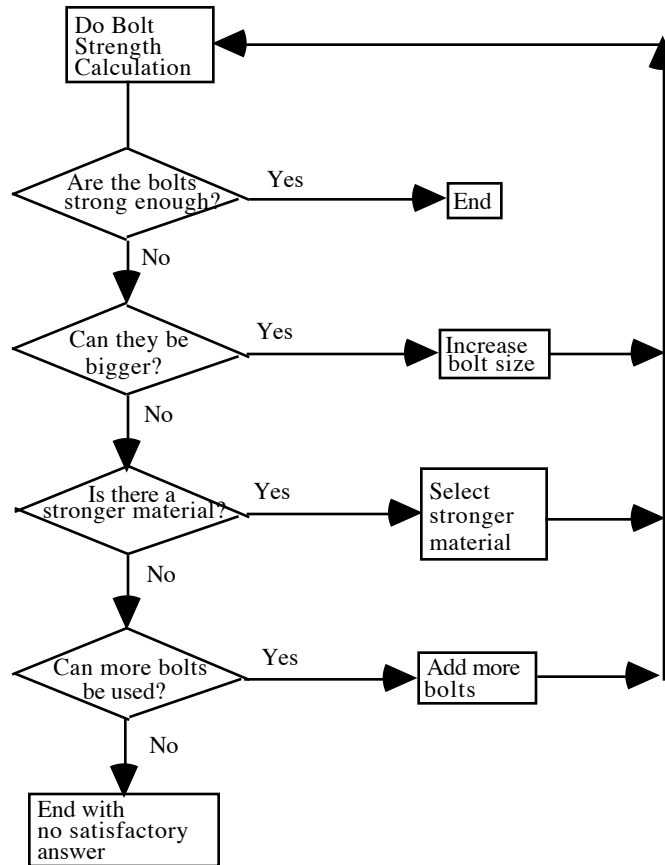 Do Bolt
Strength
Calculation
Are the bolts
strong enough?
Yes
End
No
Can they be
bigger?
Yes
Increase
bolt size
No
Is there a
stronger material?
Yes
Select
stronger
material
No
Can more bolts
be used?
Yes
Add more
bolts
No
End with
no satisfactory
answer